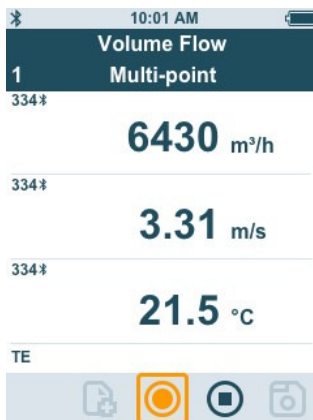 10:01 AM
Volume Flow
1 Multi-point
334
6430 m³/h
334
3.31 m/s
334
21.5 °C
TE